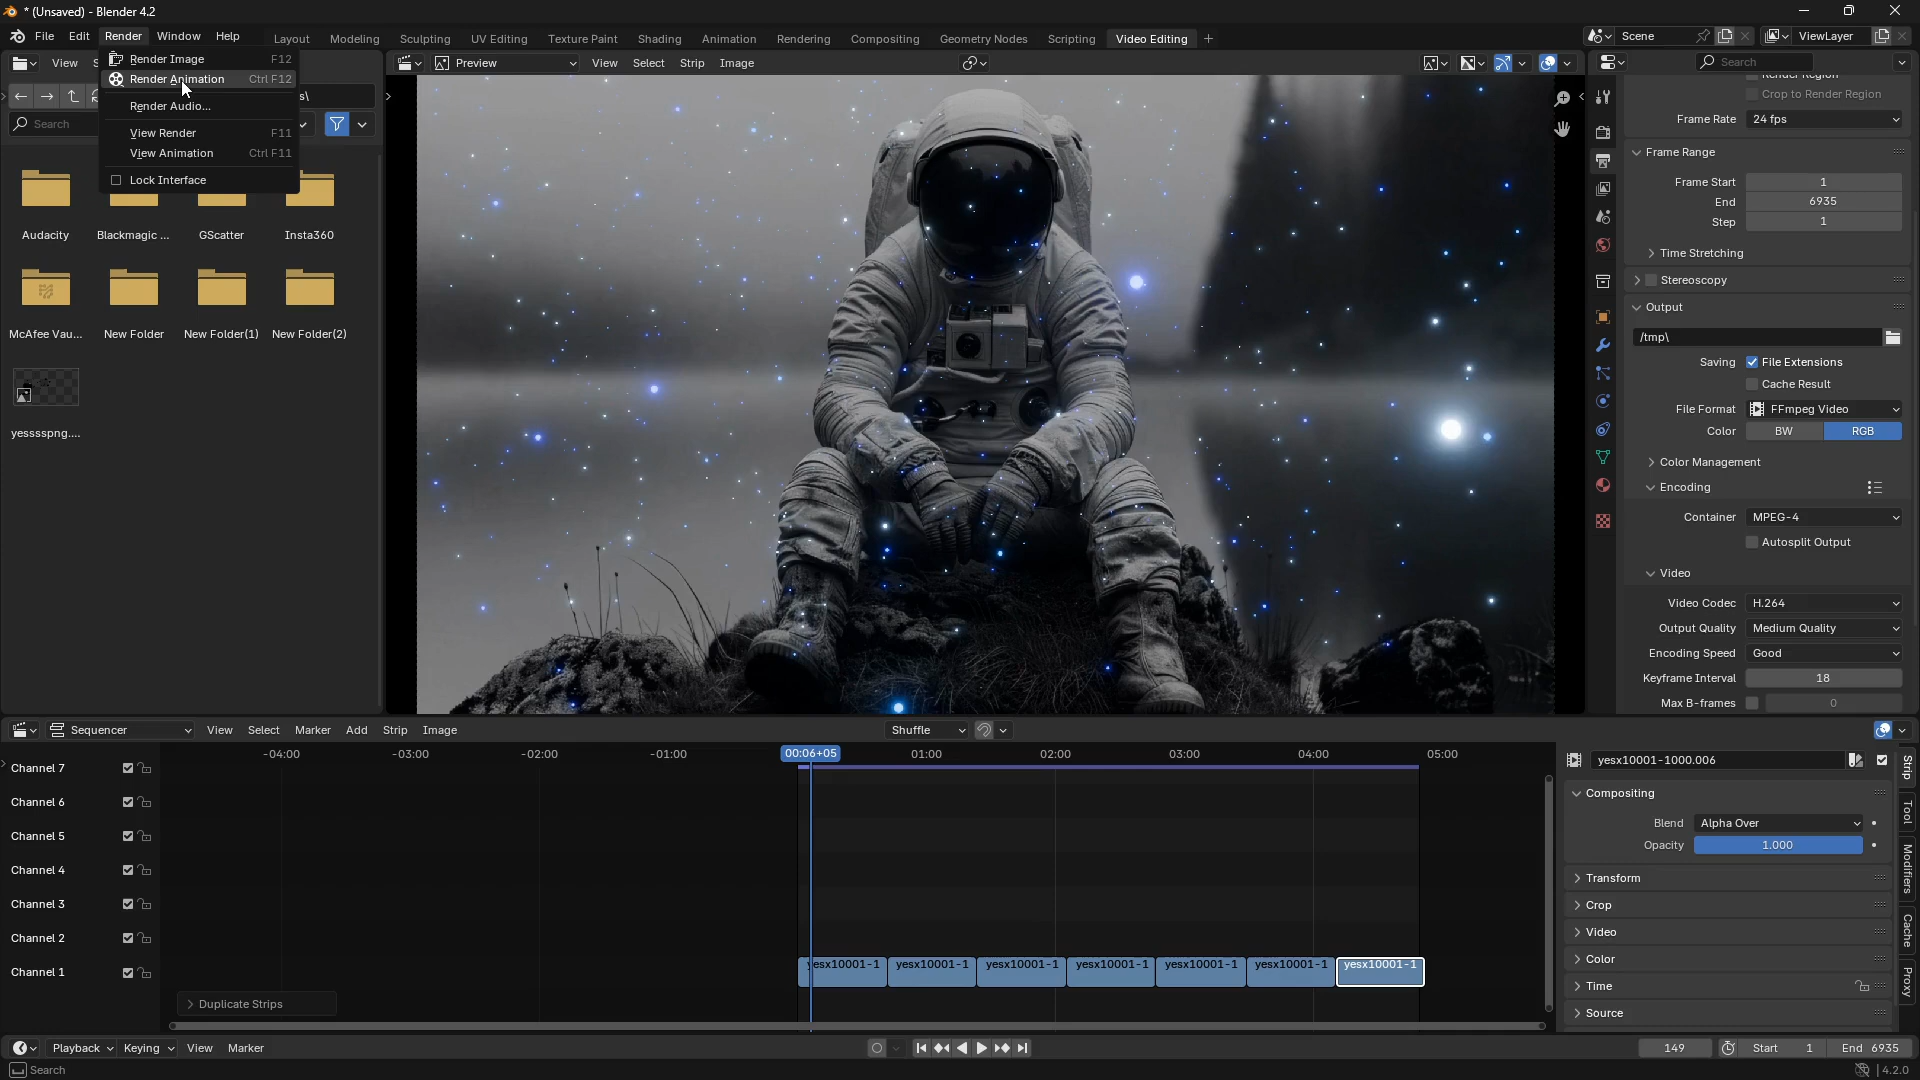 * (Unsaved) - Blender 4.2
File Edit Render Window Help
Layout Modeling Sculpting UV Editing Texture Paint Shading Animation Rendering Compositing Geometry Nodes Scripting Video Editing +
Scene
ViewLayer
Render Image F12
Render Animation Ctrl F12
Render Audio...
View Render F11
View Animation Ctrl F11
Lock Interface
View S
s\
Search
Audacity
Blackmagic ...
GScatter
Insta360
McAfee Vau...
New Folder
New Folder(1)
New Folder(2)
yesssspng....
Preview
View Select Strip Image
Search
Render Region
Crop to Render Region
Frame Rate 24 fps
Frame Range
Frame Start 1
End 6935
Step 1
Time Stretching
Stereoscopy
Output
/tmp\
Saving File Extensions
Cache Result
File Format FFmpeg Video
Color BW RGB
Color Management
Encoding
Container MPEG-4
Autosplit Output
Video
Video Codec H.264
Output Quality Medium Quality
Encoding Speed Good
Keyframe Interval 18
Max B-frames 0
Sequencer
View Select Marker Add Strip Image
Shuffle
-04:00 -03:00 -02:00 -01:00 00:06+05 01:00 02:00 03:00 04:00 05:00
Channel 7
Channel 6
Channel 5
Channel 4
Channel 3
Channel 2
Channel 1
yesx10001-1 yesx10001-1 yesx10001-1 yesx10001-1 yesx10001-1 yesx10001-1 yesx10001-1
Duplicate Strips
yesx10001-1000.006
Compositing
Blend Alpha Over
Opacity 1.000
Transform
Crop
Video
Color
Time
Source
Strip
Tool
Modifiers
Cache
Proxy
Playback Keying View Marker
149
Start 1
End 6935
Search
4.2.0